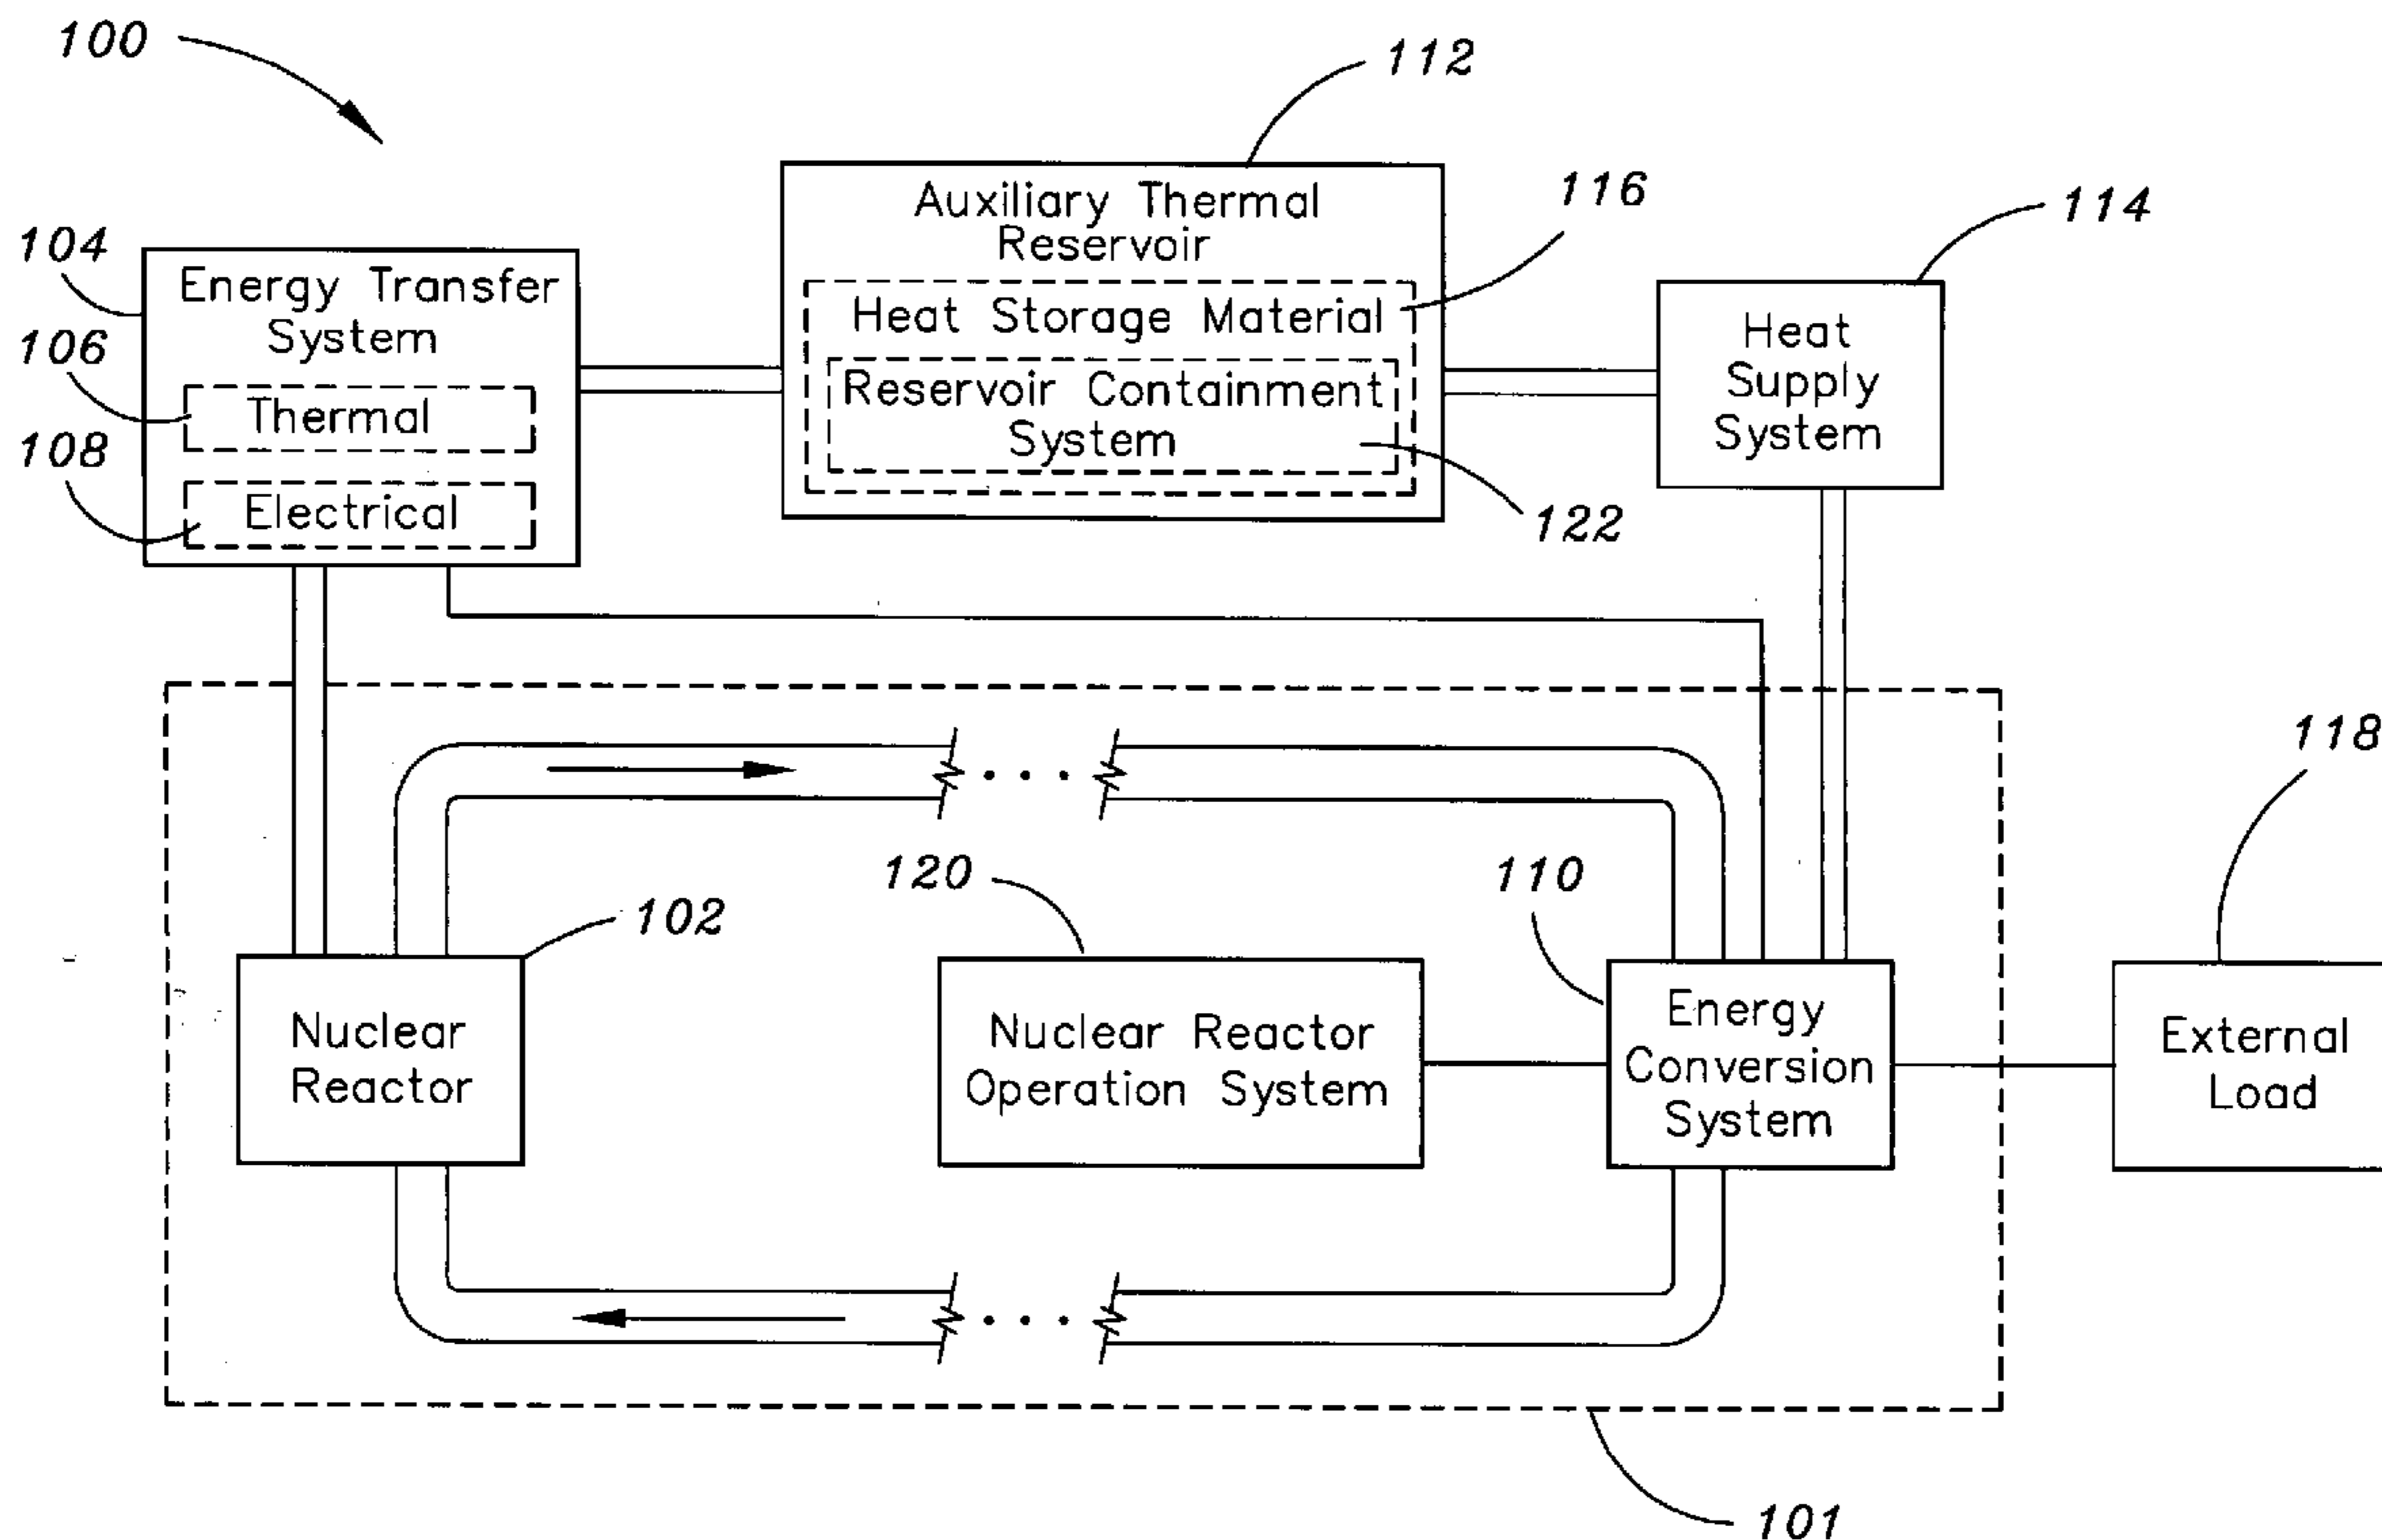 100
112
Auxiliary Thermal
Reservoir
116
114
104
Energy Transfer
System
Heat Storage Material
Heat
Supply
System
106
Thermal
Reservoir Containment
System
108
Electrical
122
118
120
110
102
Nuclear
Reactor
Nuclear Reactor
Operation System
Energy
Conversion
System
External
Load
101